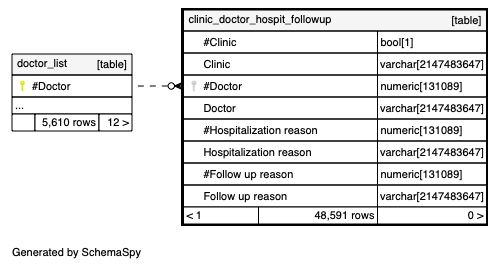 doctor_list [table]
#Doctor
...
5,610 rows 12 >
clinic_doctor_hospit_followup [table]
#Clinic bool[1]
Clinic varchar[2147483647]
#Doctor numeric[131089]
Doctor varchar[2147483647]
#Hospitalization reason numeric[131089]
Hospitalization reason varchar[2147483647]
#Follow up reason numeric[131089]
Follow up reason varchar[2147483647]
< 1 48,591 rows 0 >
Generated by SchemaSpy